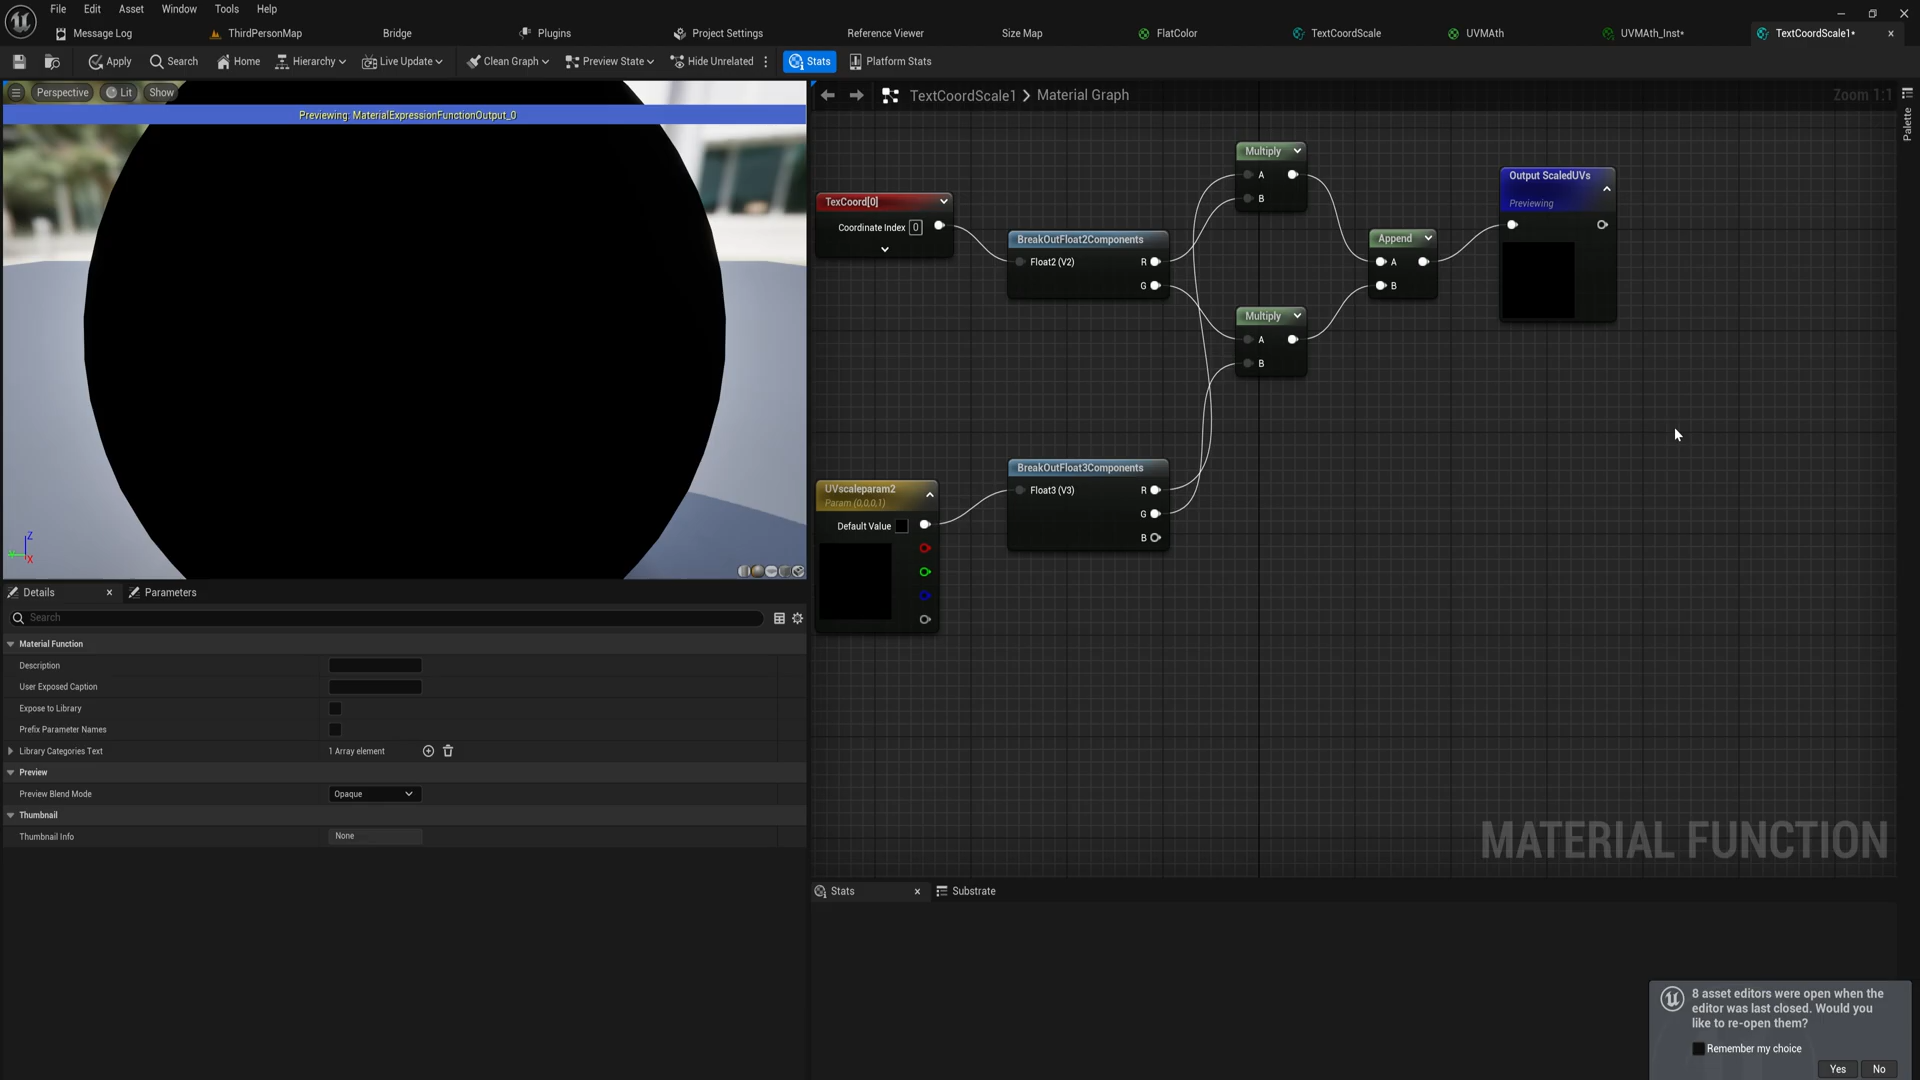 File Edit Asset Window Tools Help
Message Log ThirdPersonMap Bridge Plugins Project Settings Reference Viewer Size Map FlatColor TextCoordScale UVMAth UVMAth_Inst* TextCoordScale1*
Apply Search Home Hierarchy Live Update Clean Graph Preview State Hide Unrelated Stats Platform Stats
Perspective Lit Show
Previewing: MaterialExpressionFunctionOutput_0
Z
X
TextCoordScale1 > Material Graph
Zoom 1:1
Palette
TexCoord[0]
Coordinate Index 0
BreakOutFloat2Components
Float2 (V2) R
G
Multiply
A
B
Multiply
A
B
Append
A
B
Output ScaledUVs
Previewing
UVscaleparam2
Param (0,0,0,1)
Default Value
BreakOutFloat3Components
Float3 (V3) R
G
B
MATERIAL FUNCTION
Details Parameters
Search
Material Function
Description
User Exposed Caption
Expose to Library
Prefix Parameter Names
Library Categories Text 1 Array element
Preview
Preview Blend Mode Opaque
Thumbnail
Thumbnail Info None
Stats Substrate
8 asset editors were open when the
editor was last closed. Would you
like to re-open them?
Remember my choice
Yes No